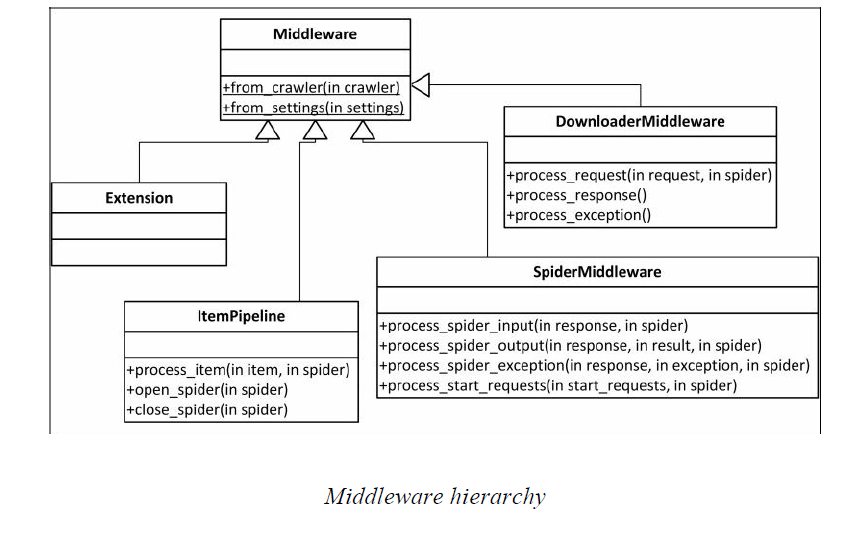 Middleware
+from_crawler(in crawler)
+from_settings(in settings)
DownloaderMiddleware
+process_request(in request, in spider)
+process_response()
+process_exception()
Extension
SpiderMiddleware
+process_spider_input(in response, in spider)
+process_spider_output(in response, in result, in spider)
+process_spider_exception(in response, in exception, in spider)
+process_start_requests(in start_requests, in spider)
ItemPipeline
+process_item(in item, in spider)
+open_spider(in spider)
+close_spider(in spider)
Middleware hierarchy